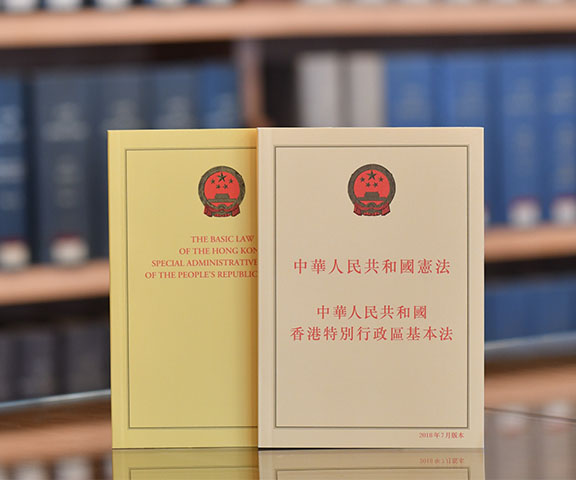 THE BASIC LAW
OF THE HONG KON
SPECIAL ADMINISTRATIVE
OF THE PEOPLE'S REPUBLIC
中華人民共和國憲法
中華人民共和國
香港特別行政區基本法
2018年7月版本